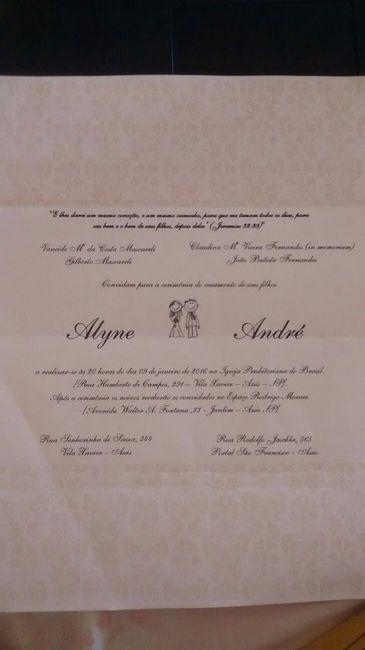 "E lhes darei um mesmo coração, e um mesmo caminho, para que me temam todos os dias, para
seu bem e o bem de seus filhos, depois deles" (Jeremias 32:39)
Vaneide Mª da Costa Mascareli
Claudina Mª Vieira Fernandes (in memoriam)
Gilberto Mascareli
João Batista Fernandes
Convidam para a cerimônia de casamento de seus filhos
Alyne
André
a realizar-se às 20 horas do dia 09 de janeiro de 2016 na Igreja Presbiteriana do Brasil.
(Rua Humberto de Campos, 291 - Vila Xavier - Assis - SP).
Após a cerimônia os noivos receberão os convidados no Espaço Rodrigo Moraes.
(Avenida Walter A. Fontana, 23 - Jardim - Assis SP).
Rua Senhorinha de Souza, 344
Rua Rodolfo Jaschke, 565
Vila Xavier - Assis
Portal São Francisco - Assis